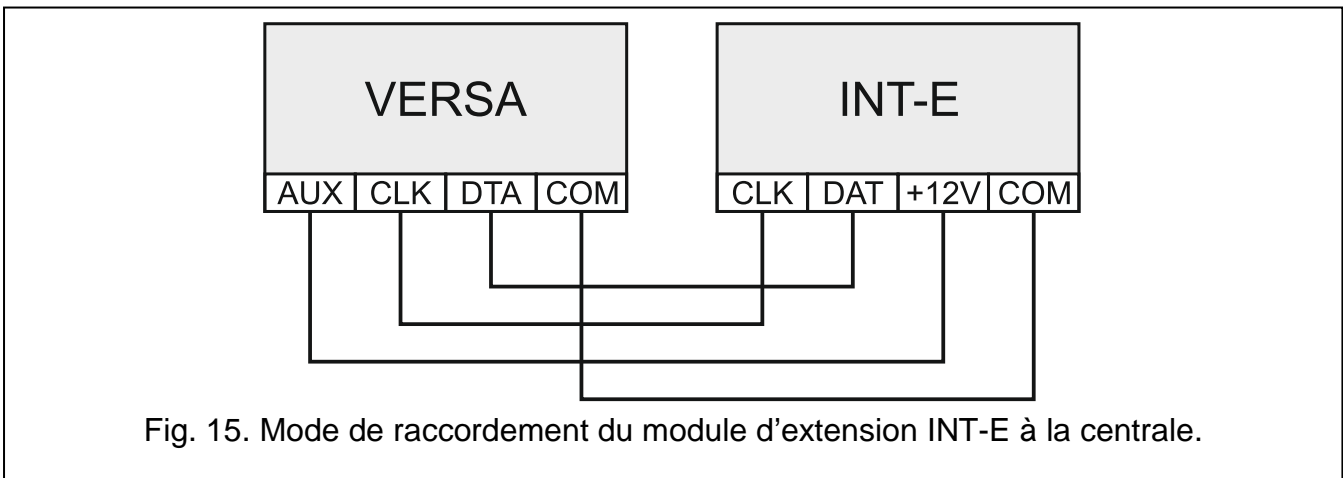 VERSA INT-E
AUX CLK DTA COM CLK DAT +12V COM
Fig. 15. Mode de raccordement du module d’extension INT-E à la centrale.